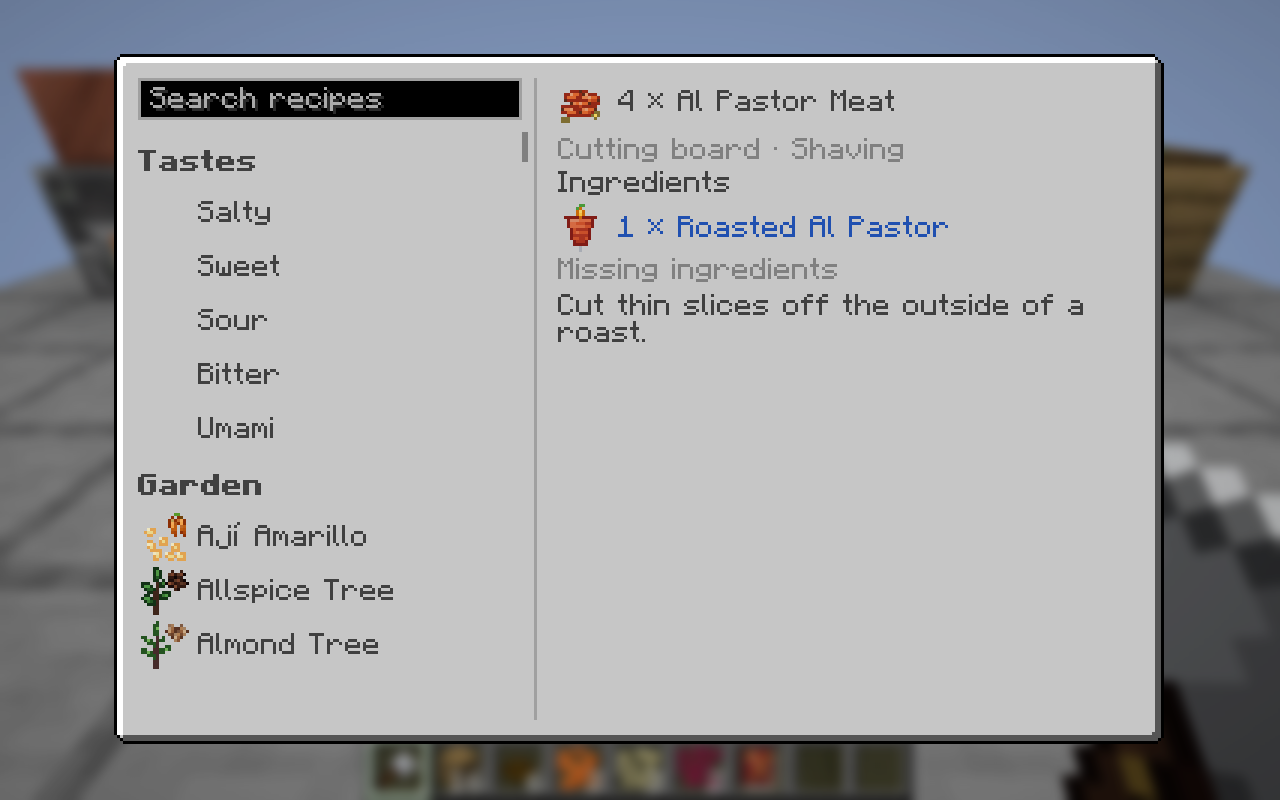 Search recipes
Tastes
Salty
Sweet
Sour
Bitter
Umami
Garden
Ají Amarillo
Allspice Tree
Almond Tree
4 × Al Pastor Meat
Cutting board · Shaving
Ingredients
1 × Roasted Al Pastor
Missing ingredients
Cut thin slices off the outside of a
roast.